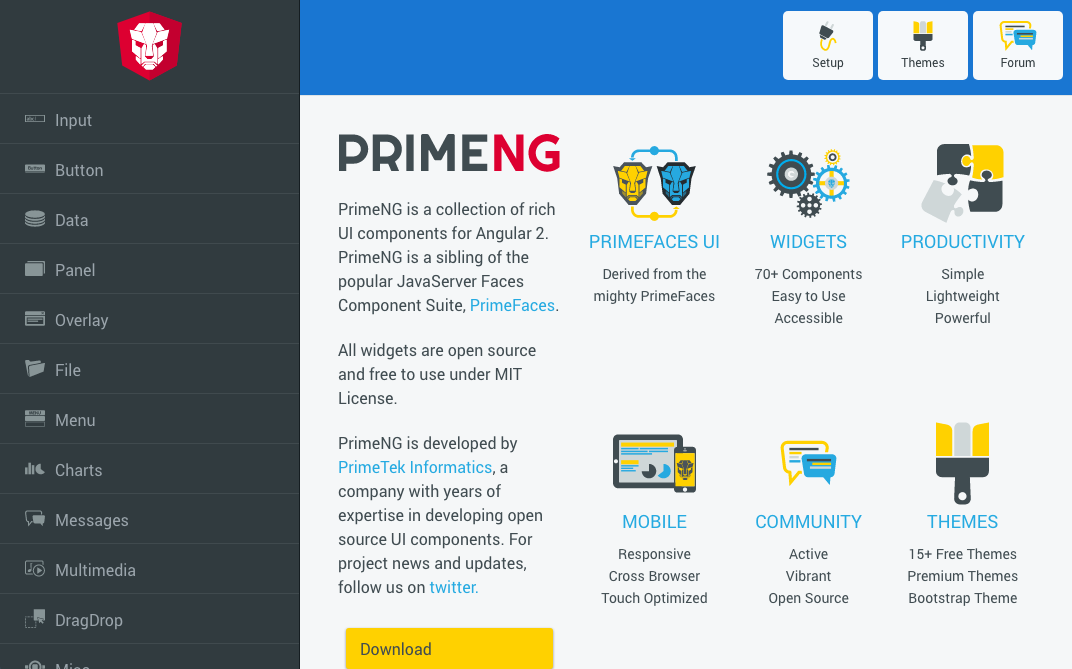 Setup
Themes
Forum
Input
Button
Data
Panel
Overlay
File
Menu
Charts
Messages
Multimedia
DragDrop
Misc
PRIMENG
PrimeNG is a collection of rich
UI components for Angular 2.
PrimeNG is a sibling of the
popular JavaServer Faces
Component Suite, PrimeFaces.
All widgets are open source
and free to use under MIT
License.
PrimeNG is developed by
PrimeTek Informatics, a
company with years of
expertise in developing open
source UI components. For
project news and updates,
follow us on twitter.
Download
PRIMEFACES UI
Derived from the
mighty PrimeFaces
WIDGETS
70+ Components
Easy to Use
Accessible
PRODUCTIVITY
Simple
Lightweight
Powerful
MOBILE
Responsive
Cross Browser
Touch Optimized
COMMUNITY
Active
Vibrant
Open Source
THEMES
15+ Free Themes
Premium Themes
Bootstrap Theme